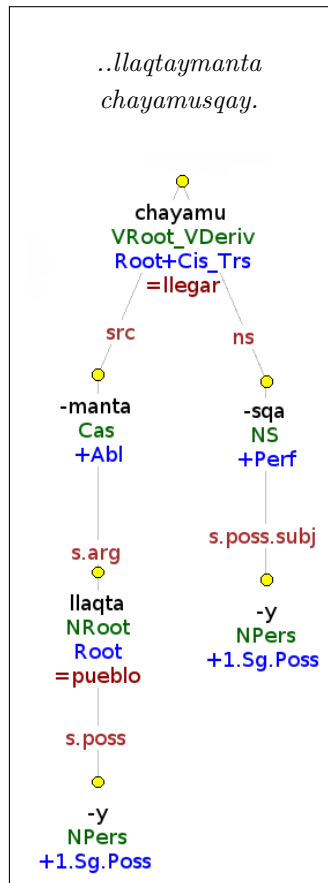 ..llaqtaymanta
chayamusqay.
chayamu
VRoot_VDeriv
Root+Cis_Trs
=llegar
src
ns
-manta
Cas
+Abl
-sqa
NS
+Perf
s.arg
s.poss.subj
llaqta
NRoot
Root
=pueblo
-y
NPers
+1.Sg.Poss
s.poss
-y
NPers
+1.Sg.Poss